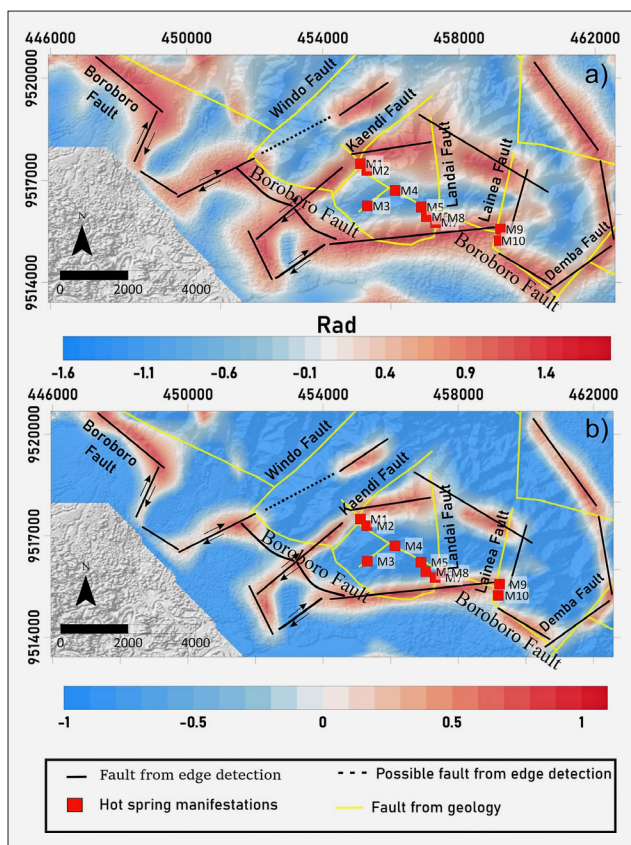 446000 450000 454000 458000 462000
9520000
9517000
9514000
a)
Boroboro
Fault
Windo Fault
Kaendi Fault
Landai Fault
Lainea Fault
Boroboro Fault
Boroboro Fault
Demba Fault
M1
M2
M3
M4
M5
M8
M7
M9
M10
N
0 2000 4000
Rad
-1.6 -1.1 -0.6 -0.1 0.4 0.9 1.4
446000 450000 454000 458000 462000
9520000
9517000
9514000
b)
Boroboro
Fault
Windo Fault
Kaendi Fault
Landai Fault
Lainea Fault
Boroboro Fault
Boroboro Fault
Demba Fault
M1
M2
M3
M4
M5
M8
M7
M9
M10
N
0 2000 4000
-1 -0.5 0 0.5 1
Fault from edge detection
Possible fault from edge detection
Hot spring manifestations
Fault from geology